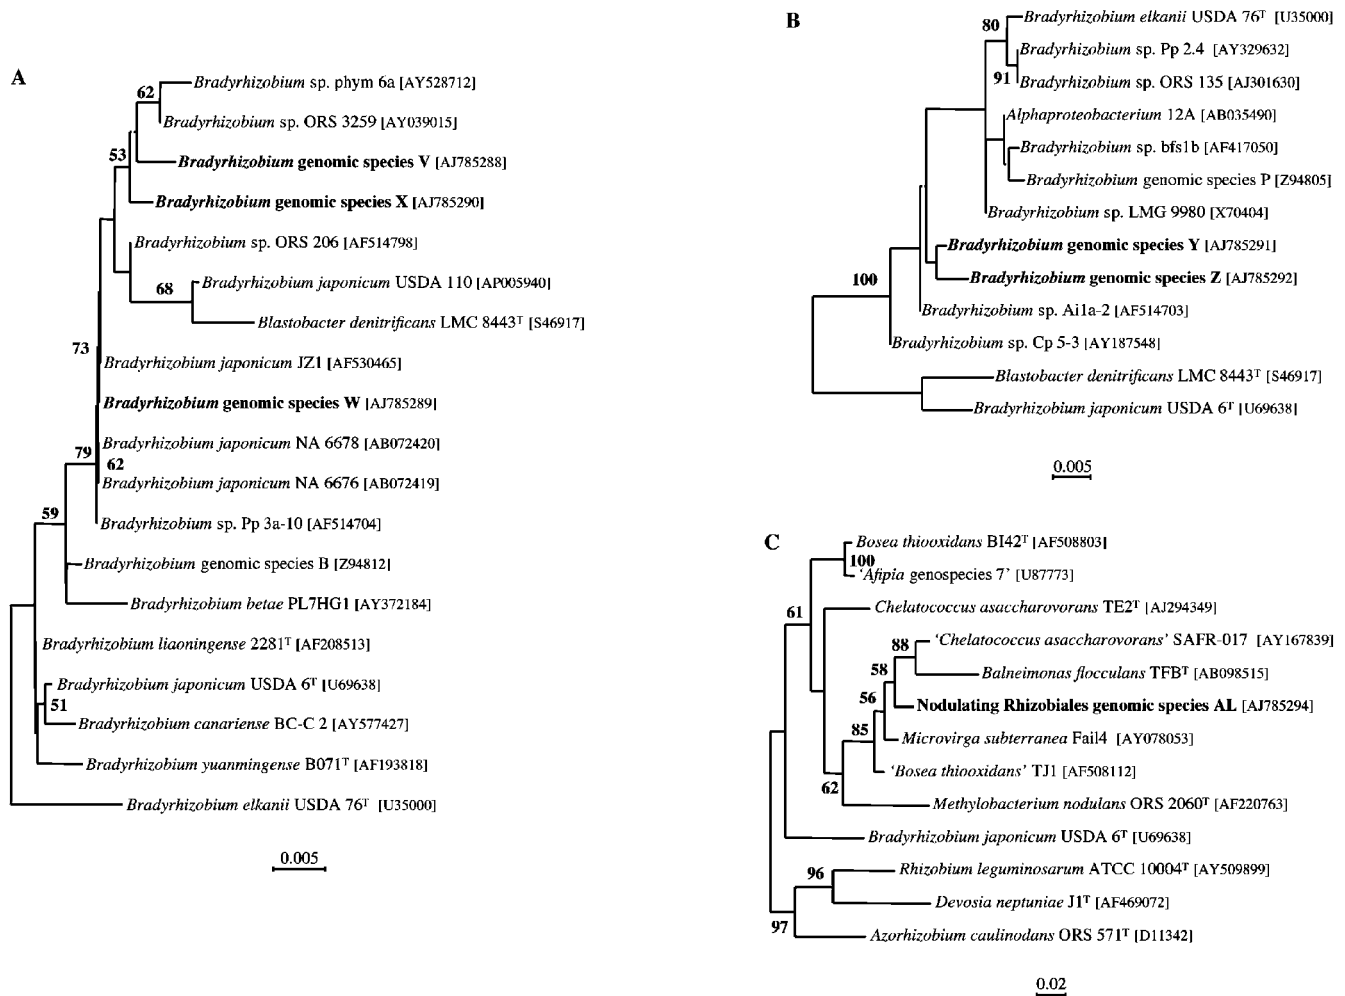 A
62
Bradyrhizobium sp. phym 6a [AY528712]
Bradyrhizobium sp. ORS 3259 [AY039015]
53
Bradyrhizobium genomic species V [AJ785288]
Bradyrhizobium genomic species X [AJ785290]
Bradyrhizobium sp. ORS 206 [AF514798]
68
Bradyrhizobium japonicum USDA 110 [AP005940]
Blastobacter denitrificans LMC 8443ᵀ [S46917]
73
Bradyrhizobium japonicum JZ1 [AF530465]
Bradyrhizobium genomic species W [AJ785289]
Bradyrhizobium japonicum NA 6678 [AB072420]
79
62
Bradyrhizobium japonicum NA 6676 [AB072419]
59
Bradyrhizobium sp. Pp 3a-10 [AF514704]
Bradyrhizobium genomic species B [Z94812]
Bradyrhizobium betae PL7HG1 [AY372184]
Bradyrhizobium liaoningense 2281ᵀ [AF208513]
Bradyrhizobium japonicum USDA 6ᵀ [U69638]
51
Bradyrhizobium canariense BC-C 2 [AY577427]
Bradyrhizobium yuanmingense B071ᵀ [AF193818]
Bradyrhizobium elkanii USDA 76ᵀ [U35000]
0.005
B
80
Bradyrhizobium elkanii USDA 76ᵀ [U35000]
Bradyrhizobium sp. Pp 2.4 [AY329632]
91
Bradyrhizobium sp. ORS 135 [AJ301630]
Alphaproteobacterium 12A [AB035490]
Bradyrhizobium sp. bfs1b [AF417050]
Bradyrhizobium genomic species P [Z94805]
Bradyrhizobium sp. LMG 9980 [X70404]
Bradyrhizobium genomic species Y [AJ785291]
100
Bradyrhizobium genomic species Z [AJ785292]
Bradyrhizobium sp. Ai1a-2 [AF514703]
Bradyrhizobium sp. Cp 5-3 [AY187548]
Blastobacter denitrificans LMC 8443ᵀ [S46917]
Bradyrhizobium japonicum USDA 6ᵀ [U69638]
0.005
C
Bosea thiooxidans BI42ᵀ [AF508803]
100
'Afipia genospecies 7' [U87773]
61
Chelatococcus asaccharovorans TE2ᵀ [AJ294349]
88
'Chelatococcus asaccharovorans' SAFR-017 [AY167839]
58
Balneimonas flocculans TFBᵀ [AB098515]
56
Nodulating Rhizobiales genomic species AL [AJ785294]
85
Microvirga subterranea Fail4 [AY078053]
'Bosea thiooxidans' TJ1 [AF508112]
62
Methylobacterium nodulans ORS 2060ᵀ [AF220763]
Bradyrhizobium japonicum USDA 6ᵀ [U69638]
96
Rhizobium leguminosarum ATCC 10004ᵀ [AY509899]
Devosia neptuniae J1ᵀ [AF469072]
97
Azorhizobium caulinodans ORS 571ᵀ [D11342]
0.02